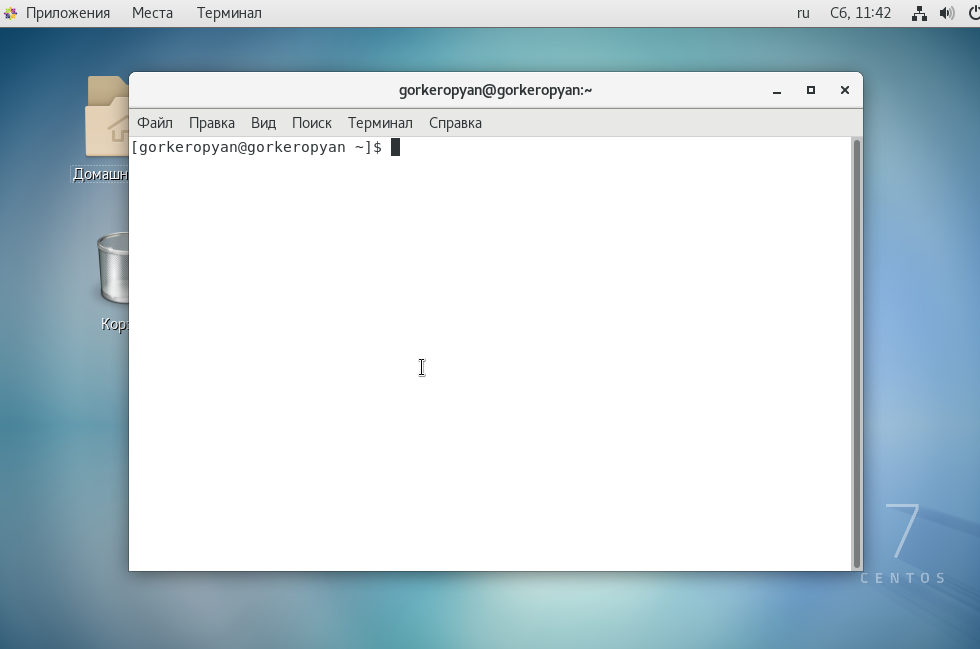 Приложения Места Терминал ru Сб, 11:42
gorkeropyan@gorkeropyan:~
Файл Правка Вид Поиск Терминал Справка
[gorkeropyan@gorkeropyan ~]$
7
CENTOS